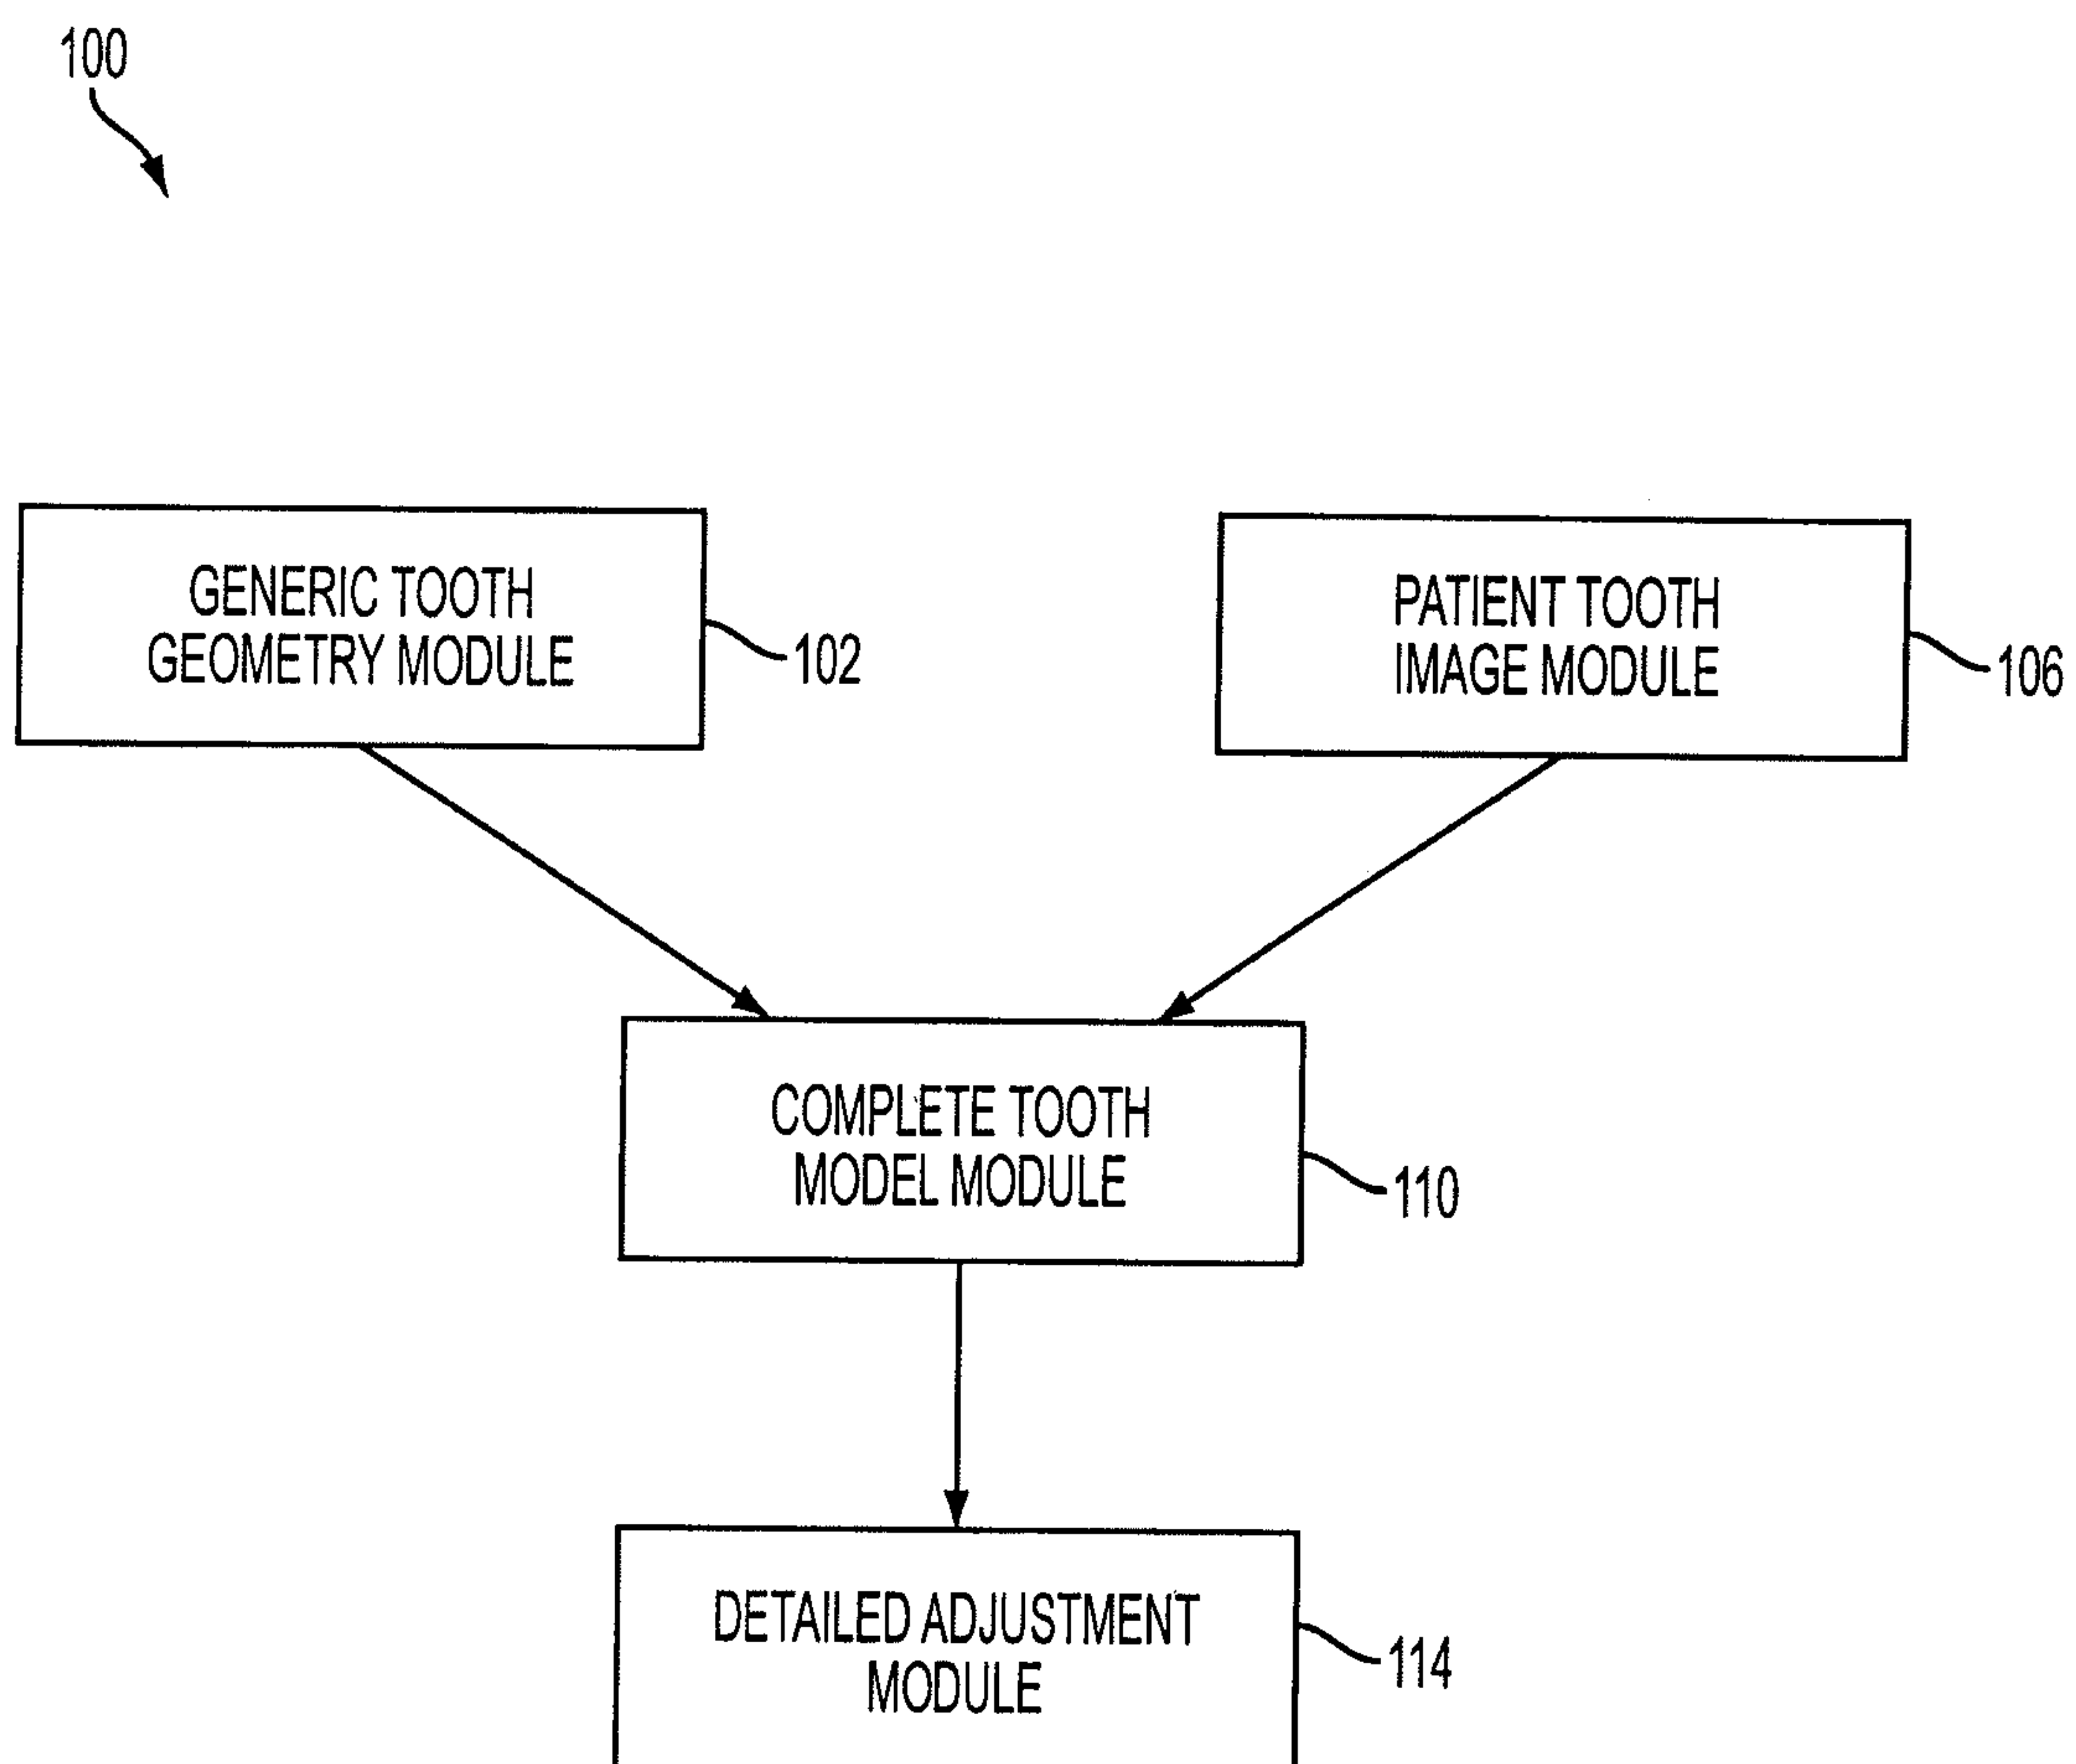 100
GENERIC TOOTH
GEOMETRY MODULE
102
PATIENT TOOTH
IMAGE MODULE
106
COMPLETE TOOTH
MODEL MODULE
110
DETAILED ADJUSTMENT
MODULE
114